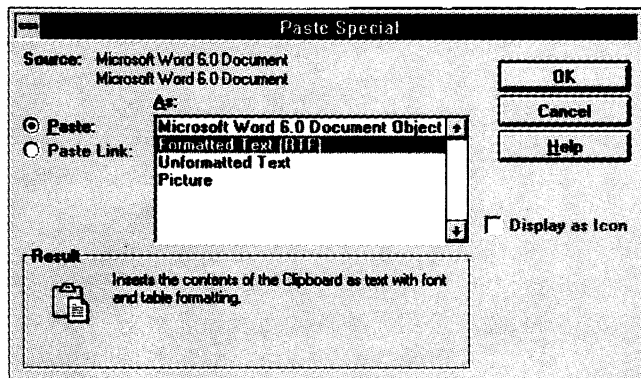 Paste Special
Source: Microsoft Word 6.0 Document
Microsoft Word 6.0 Document
As:
Paste:
Paste Link:
Microsoft Word 6.0 Document Object
Formatted Text (RTF)
Unformatted Text
Picture
OK
Cancel
Help
Display as Icon
Result
Inserts the contents of the Clipboard as text with font
and table formatting.